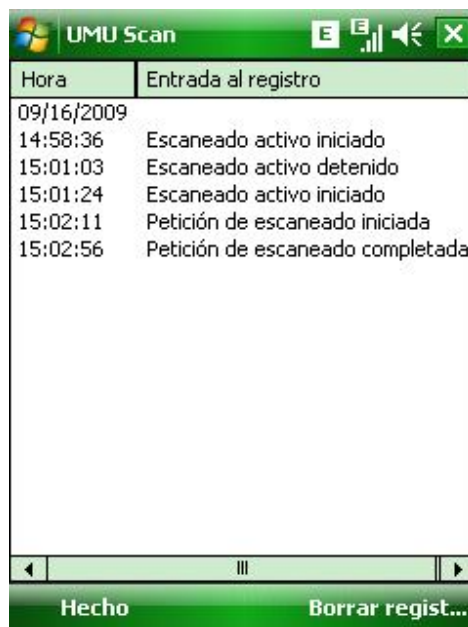 UMU Scan E E
Hora Entrada al registro
09/16/2009
14:58:36 Escaneado activo iniciado
15:01:03 Escaneado activo detenido
15:01:24 Escaneado activo iniciado
15:02:11 Petición de escaneado iniciada
15:02:56 Petición de escaneado completada
Hecho Borrar regist...